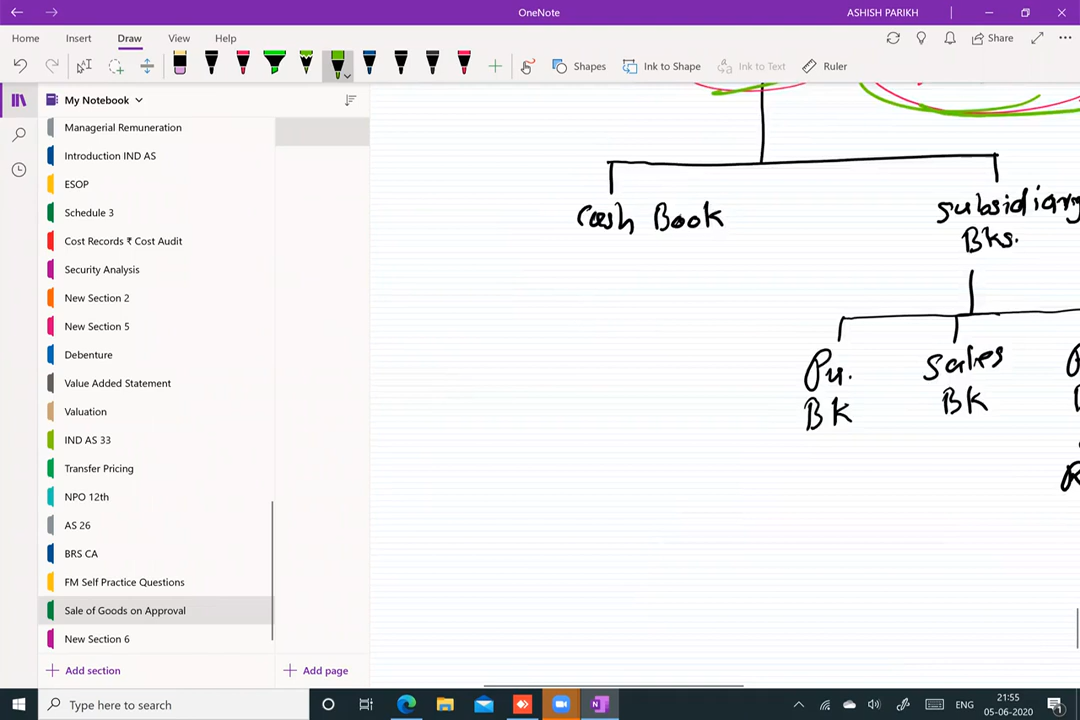 OneNote
ASHISH PARIKH
Home
Insert
Draw
View
Help
Share
Shapes
Ink to Shape
Ink to Text
Ruler
My Notebook
Managerial Remuneration
Introduction IND AS
ESOP
Schedule 3
Cost Records ₹ Cost Audit
Security Analysis
New Section 2
New Section 5
Debenture
Value Added Statement
Valuation
IND AS 33
Transfer Pricing
NPO 12th
AS 26
BRS CA
FM Self Practice Questions
Sale of Goods on Approval
New Section 6
Add section
Add page
Cash Book
Subsidiary
Bks.
Pu.
BK
Sales
BK
Type here to search
ENG
21:55
05-06-2020
1